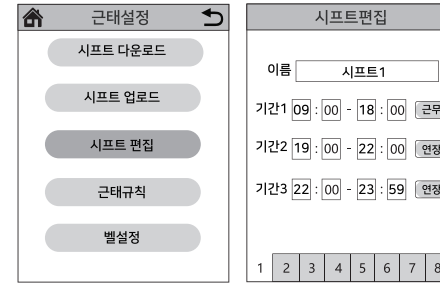 근태설정
시프트 다운로드
시프트 업로드
시프트 편집
근태규칙
벨설정
시프트편집
이름 시프트1
기간1 09 : 00 - 18 : 00 근무
기간2 19 : 00 - 22 : 00 연장
기간3 22 : 00 - 23 : 59 연장
1 2 3 4 5 6 7 8